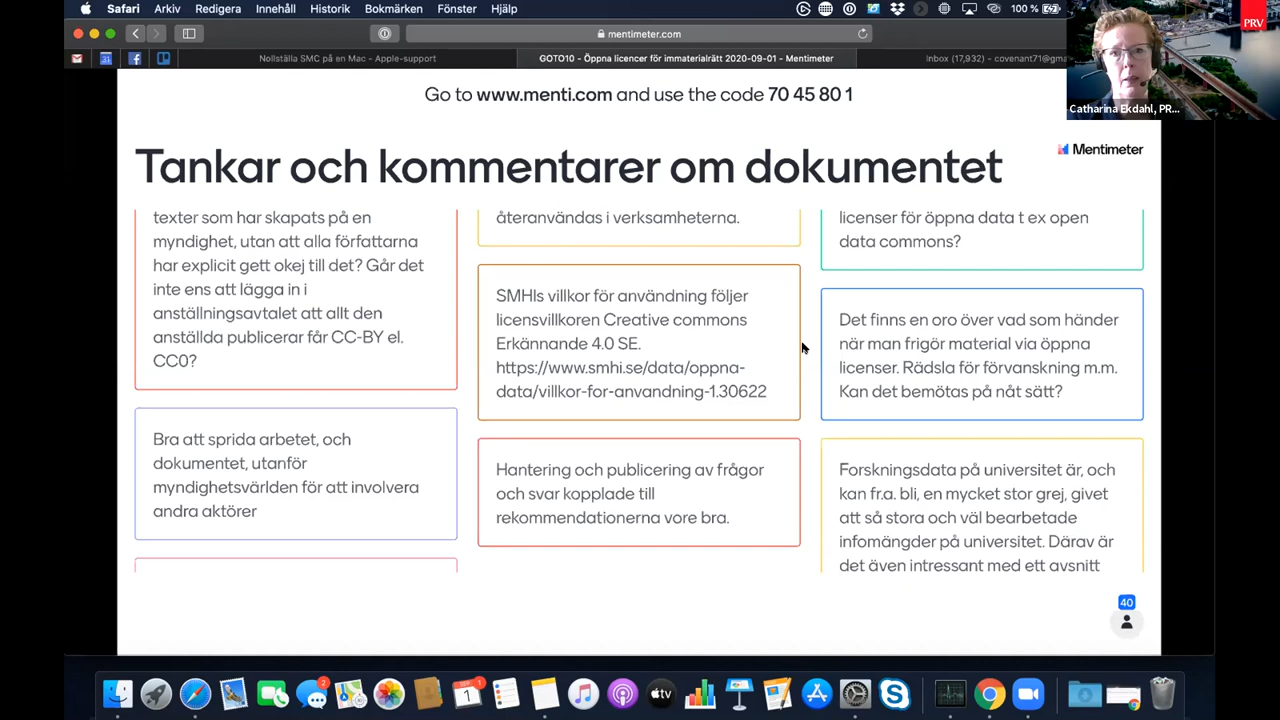 Safari Arkiv Redigera Innehåll Historik Bokmärken Fönster Hjälp
100 %
PRV
mentimeter.com
Nollställa SMC på en Mac - Apple-support
GOTO10 - Öppna licencer för immaterialrätt 2020-09-01 - Mentimeter
Inbox (17,932) - covenant71@gma
Catharina Ekdahl, PR...
Go to www.menti.com and use the code 70 45 80 1
Tankar och kommentarer om dokumentet
Mentimeter
texter som har skapats på en
myndighet, utan att alla författarna
har explicit gett okej till det? Går det
inte ens att lägga in i
anställningsavtalet att allt den
anställda publicerar får CC-BY el.
CC0?
Bra att sprida arbetet, och
dokumentet, utanför
myndighetsvärlden för att involvera
andra aktörer
återanvändas i verksamheterna.
SMHIs villkor för användning följer
licensvillkoren Creative commons
Erkännande 4.0 SE.
https://www.smhi.se/data/oppna-
data/villkor-for-anvandning-1.30622
Hantering och publicering av frågor
och svar kopplade till
rekommendationerna vore bra.
licenser för öppna data t ex open
data commons?
Det finns en oro över vad som händer
när man frigör material via öppna
licenser. Rädsla för förvanskning m.m.
Kan det bemötas på nåt sätt?
Forskningsdata på universitet är, och
kan fr.a. bli, en mycket stor grej, givet
att så stora och väl bearbetade
infomängder på universitet. Därav är
det även intressant med ett avsnitt
40
2
1
tv